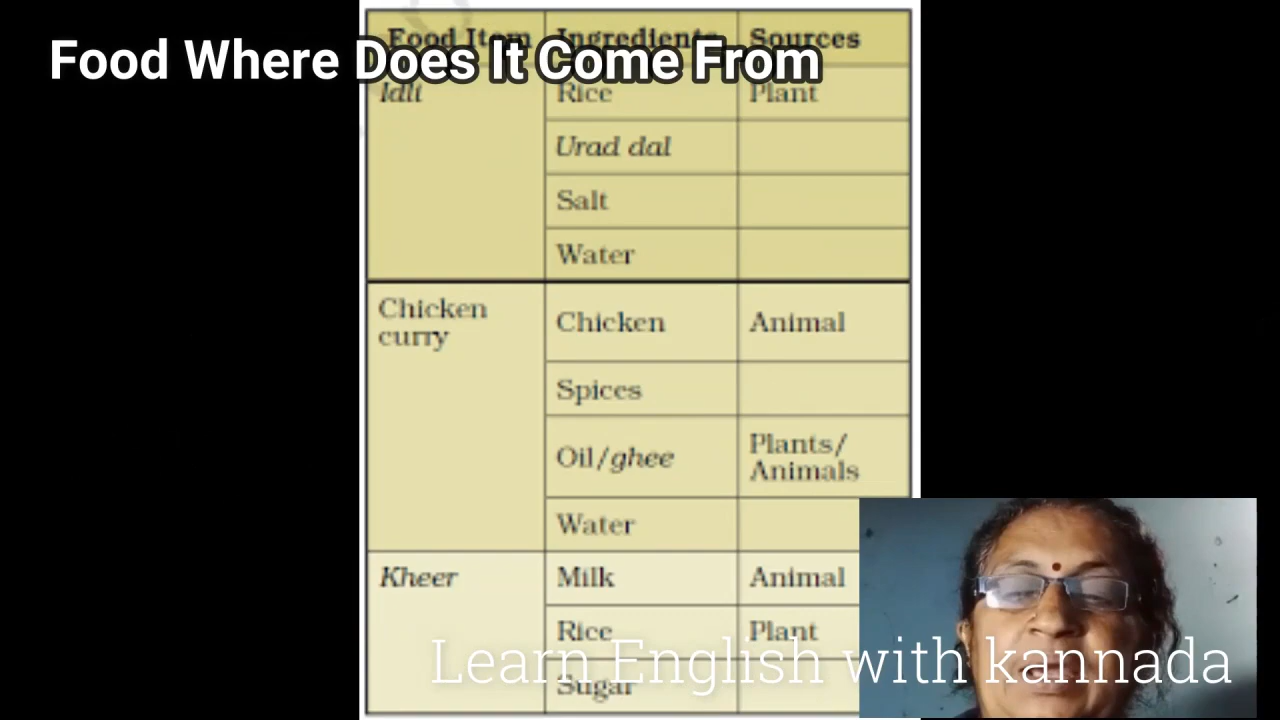 Food Where Does It Come From
Food Item Ingredients Sources
Idli Rice Plant
Urad dal
Salt
Water
Chicken
curry
Chicken Animal
Spices
Oil/ghee Plants/
Animals
Water
Kheer Milk Animal
Rice Plant
Sugar
Learn English with kannada